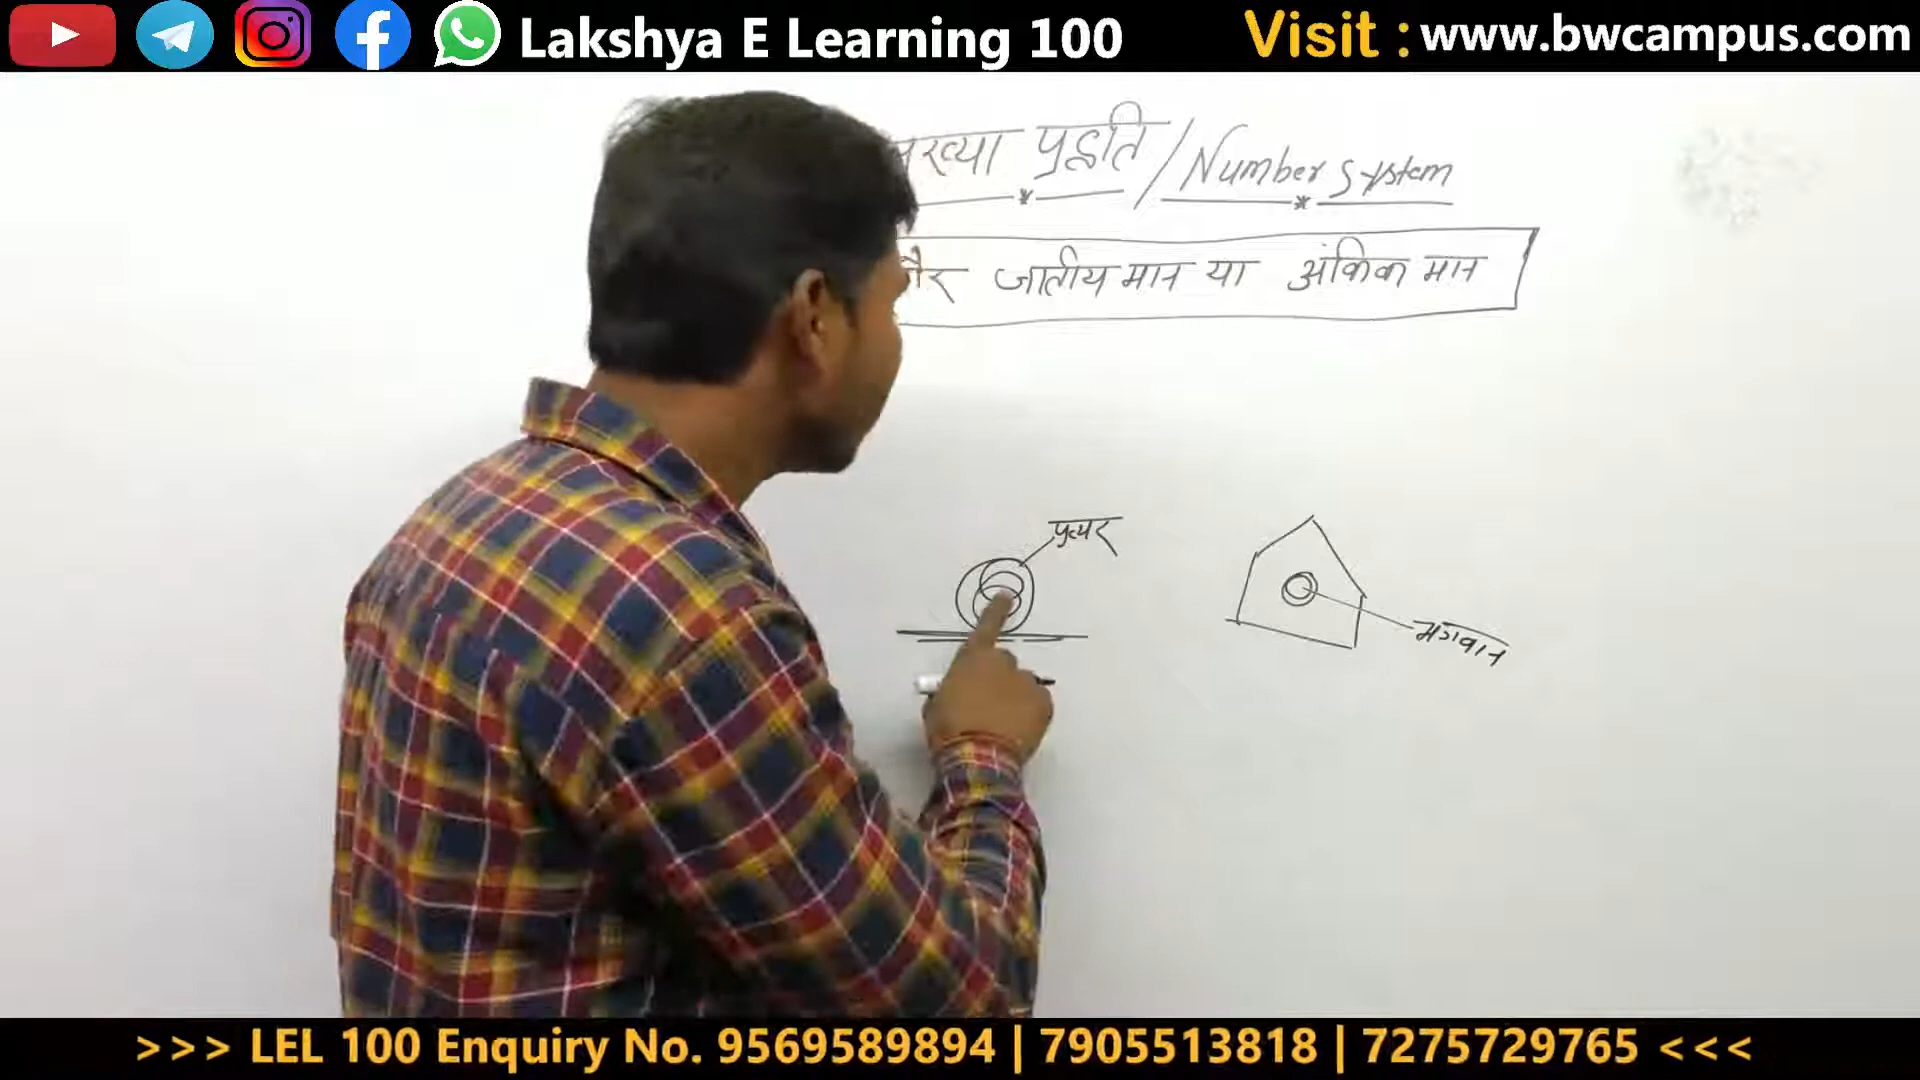 Lakshya E Learning 100 Visit : www.bwcampus.com
पद्धति / Number System
जातीय मान या अंकिक मान
पत्थर
भगवान
>>> LEL 100 Enquiry No. 9569589894 | 7905513818 | 7275729765 <<<